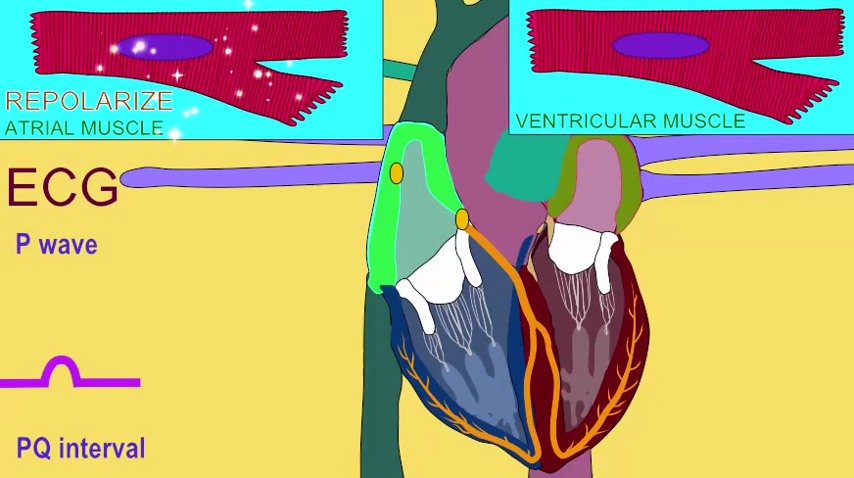 REPOLARIZE
ATRIAL MUSCLE
VENTRICULAR MUSCLE
ECG
P wave
PQ interval